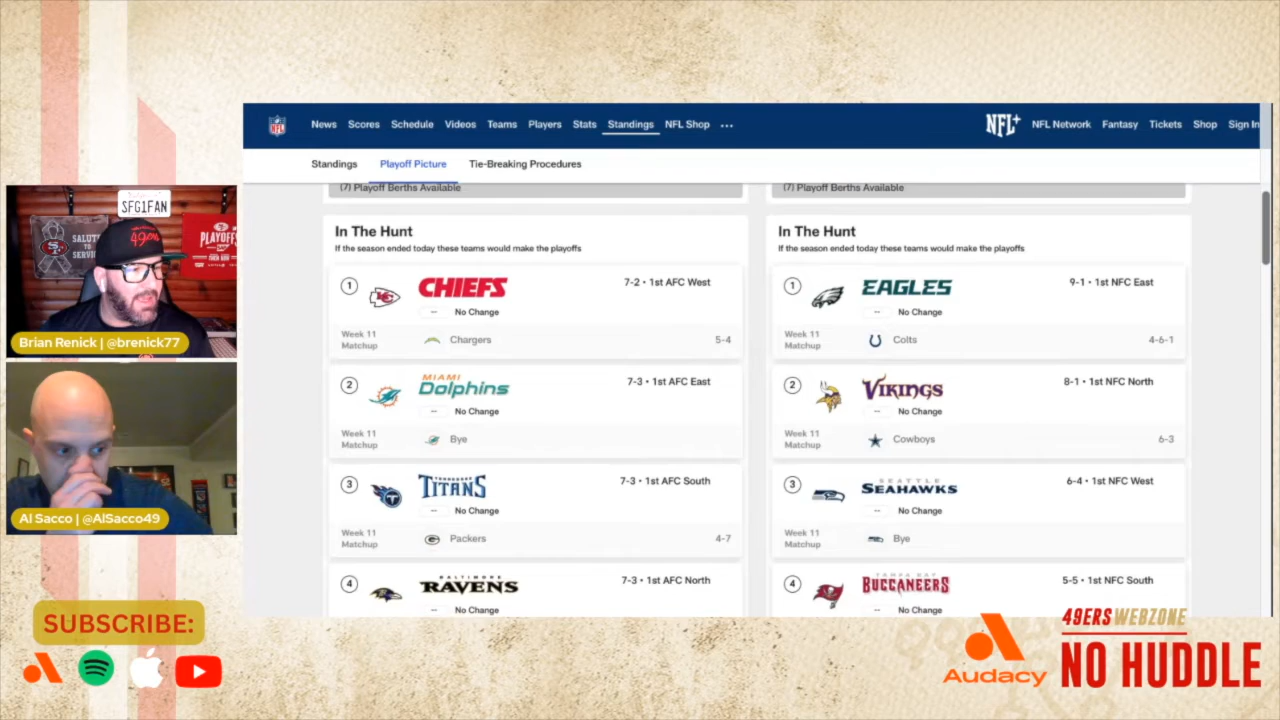 News Scores Schedule Videos Teams Players Stats Standings NFL Shop ... NFL+ NFL Network Fantasy Tickets Shop Sign In
Standings Playoff Picture Tie-Breaking Procedures
(7) Playoff Berths Available
(7) Playoff Berths Available
In The Hunt
If the season ended today these teams would make the playoffs
1 CHIEFS 7-2 • 1st AFC West
-- No Change
Week 11 Matchup Chargers 5-4
2 MIAMI Dolphins 7-3 • 1st AFC East
-- No Change
Week 11 Matchup Bye
3 TENNESSEE TITANS 7-3 • 1st AFC South
-- No Change
Week 11 Matchup Packers 4-7
4 BALTIMORE RAVENS 7-3 • 1st AFC North
-- No Change
In The Hunt
If the season ended today these teams would make the playoffs
1 EAGLES 9-1 • 1st NFC East
-- No Change
Week 11 Matchup Colts 4-6-1
2 VIKINGS 8-1 • 1st NFC North
-- No Change
Week 11 Matchup Cowboys 6-3
3 SEATTLE SEAHAWKS 6-4 • 1st NFC West
-- No Change
Week 11 Matchup Bye
4 TAMPA BAY BUCCANEERS 5-5 • 1st NFC South
-- No Change
SFG1FAN
SALUTE
TO
SERVICE
49ers
PLAYOFFS
Brian Renick | @brenick77
Al Sacco | @AlSacco49
SUBSCRIBE:
Audacy
49ERS WEBZONE
NO HUDDLE